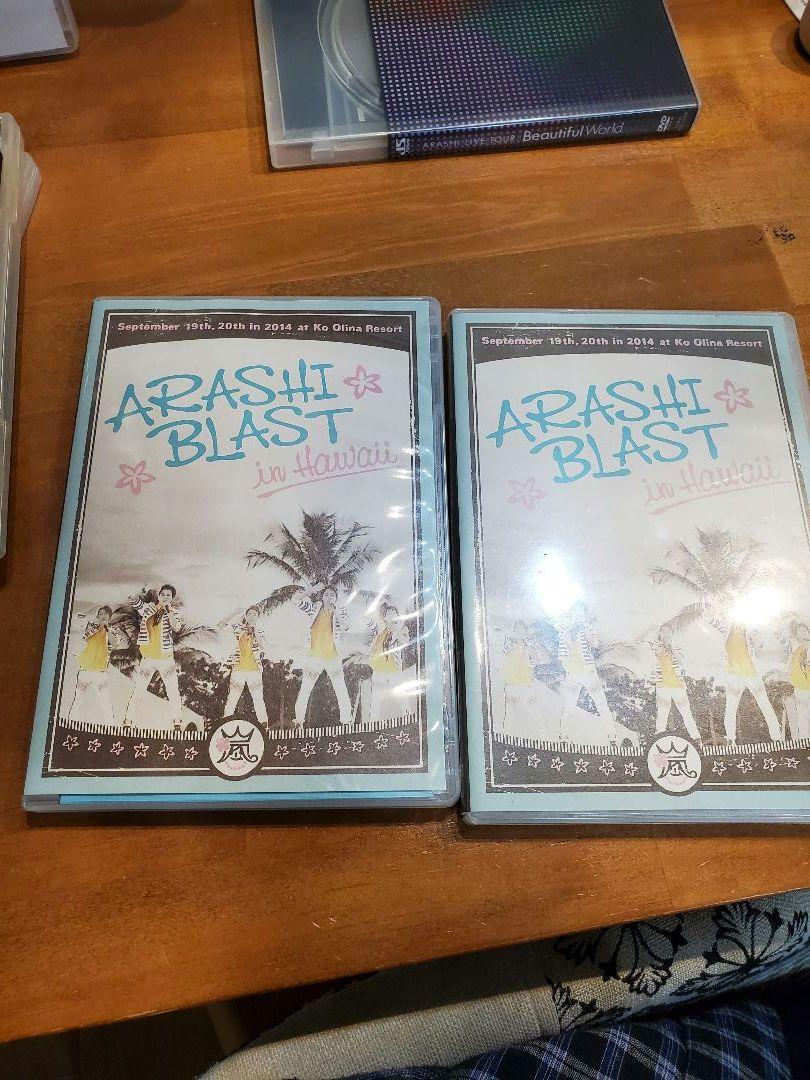 ARASHI LIVE TOUR Beautiful World
DVD
September 19th, 20th in 2014 at Ko Olina Resort
ARASHI
BLAST
in Hawaii
嵐
September 19th, 20th in 2014 at Ko Olina Resort
ARASHI
BLAST
in Hawaii
嵐